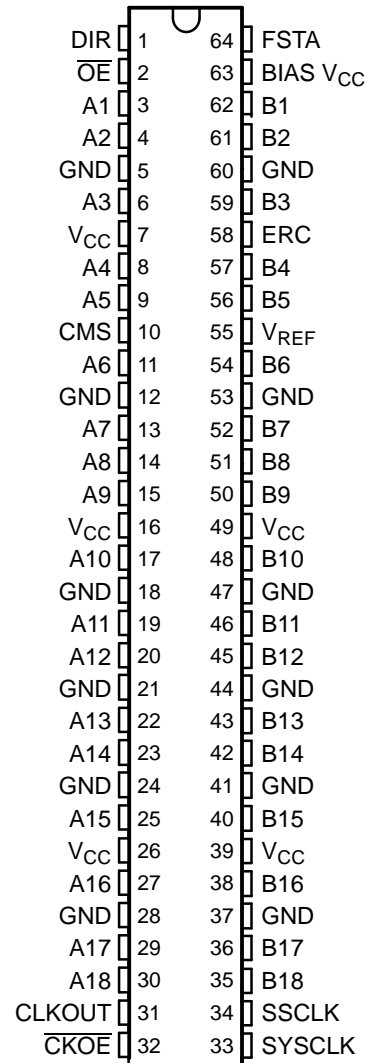 DIR 1 64 FSTA
O̅E̅ 2 63 BIAS VCC
A1 3 62 B1
A2 4 61 B2
GND 5 60 GND
A3 6 59 B3
VCC 7 58 ERC
A4 8 57 B4
A5 9 56 B5
CMS 10 55 VREF
A6 11 54 B6
GND 12 53 GND
A7 13 52 B7
A8 14 51 B8
A9 15 50 B9
VCC 16 49 VCC
A10 17 48 B10
GND 18 47 GND
A11 19 46 B11
A12 20 45 B12
GND 21 44 GND
A13 22 43 B13
A14 23 42 B14
GND 24 41 GND
A15 25 40 B15
VCC 26 39 VCC
A16 27 38 B16
GND 28 37 GND
A17 29 36 B17
A18 30 35 B18
CLKOUT 31 34 SSCLK
C̅K̅O̅E̅ 32 33 SYSCLK